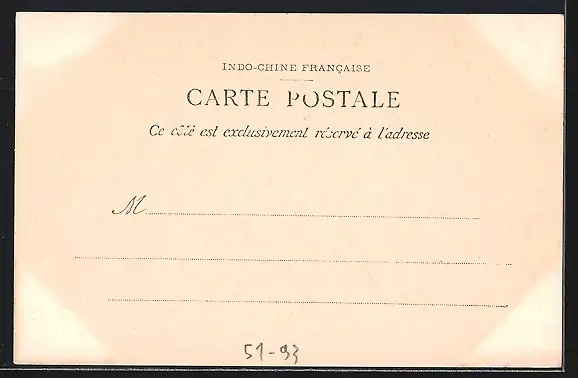 INDO-CHINE FRANÇAISE
CARTE POSTALE
Ce côté est exclusivement réservé à l'adresse
M
51-93